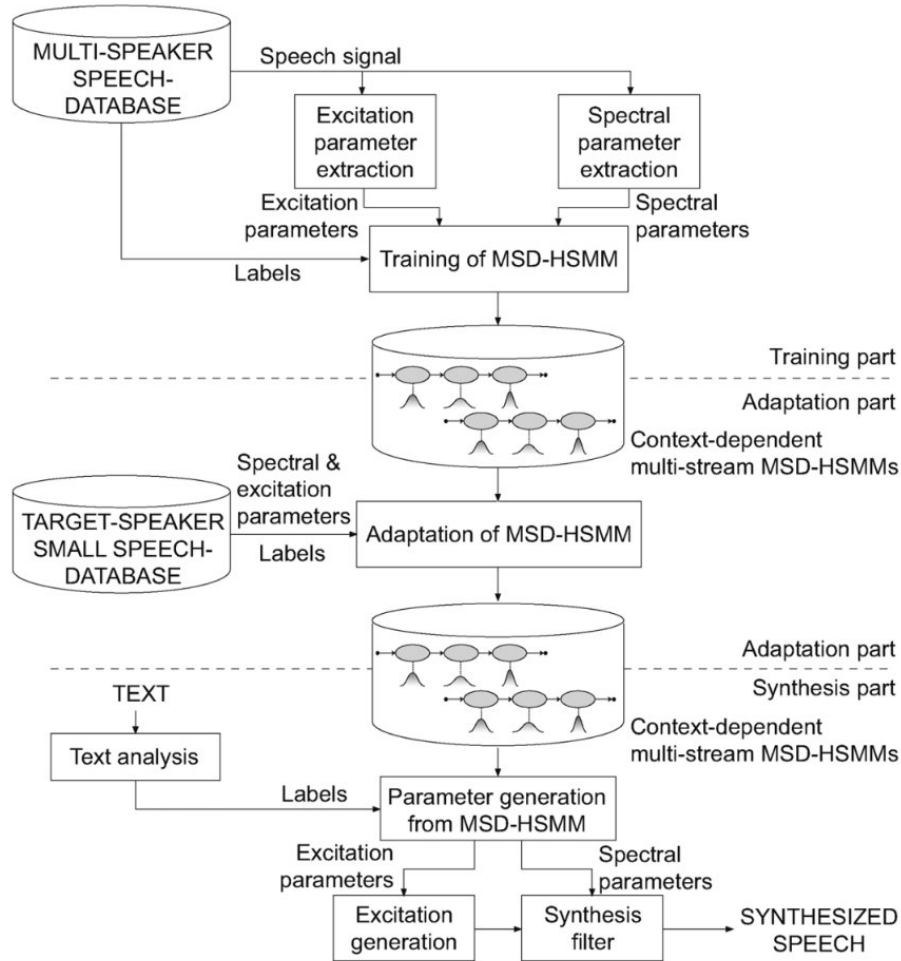 MULTI-SPEAKER
SPEECH-
DATABASE
Speech signal
Excitation
parameter
extraction
Spectral
parameter
extraction
Excitation
parameters
Spectral
parameters
Labels
Training of MSD-HSMM
Training part
Adaptation part
Context-dependent
multi-stream MSD-HSMMs
Spectral &
excitation
parameters
TARGET-SPEAKER
SMALL SPEECH-
DATABASE
Labels
Adaptation of MSD-HSMM
Adaptation part
Synthesis part
TEXT
Context-dependent
multi-stream MSD-HSMMs
Text analysis
Labels
Parameter generation
from MSD-HSMM
Excitation
parameters
Spectral
parameters
Excitation
generation
Synthesis
filter
SYNTHESIZED
SPEECH